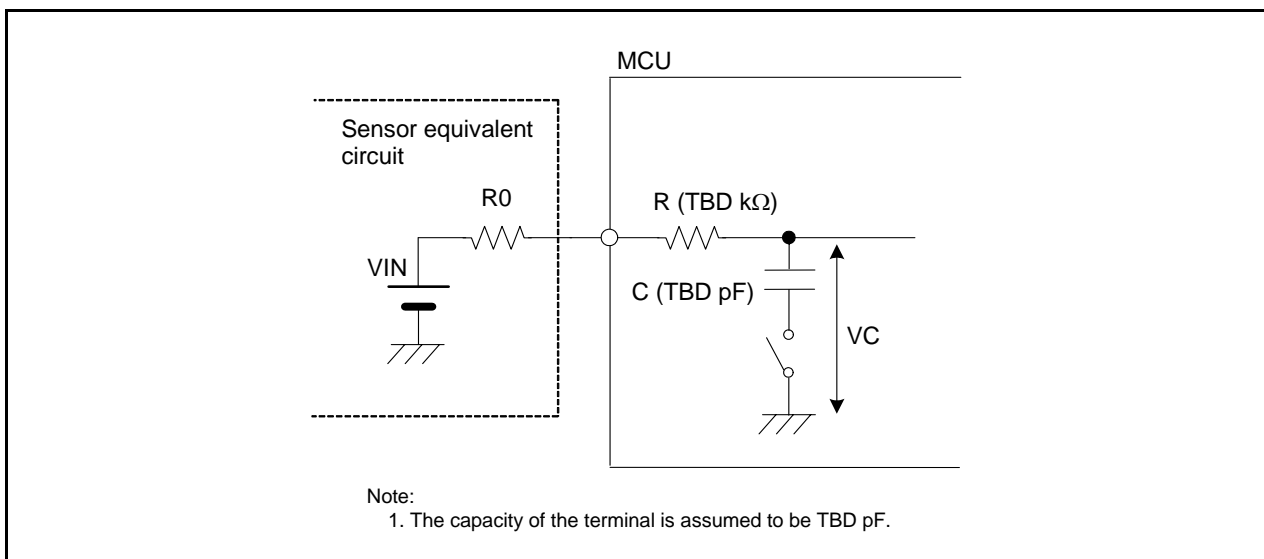 MCU
Sensor equivalent
circuit
R0
R (TBD kΩ)
VIN
C (TBD pF)
VC
Note:
1. The capacity of the terminal is assumed to be TBD pF.